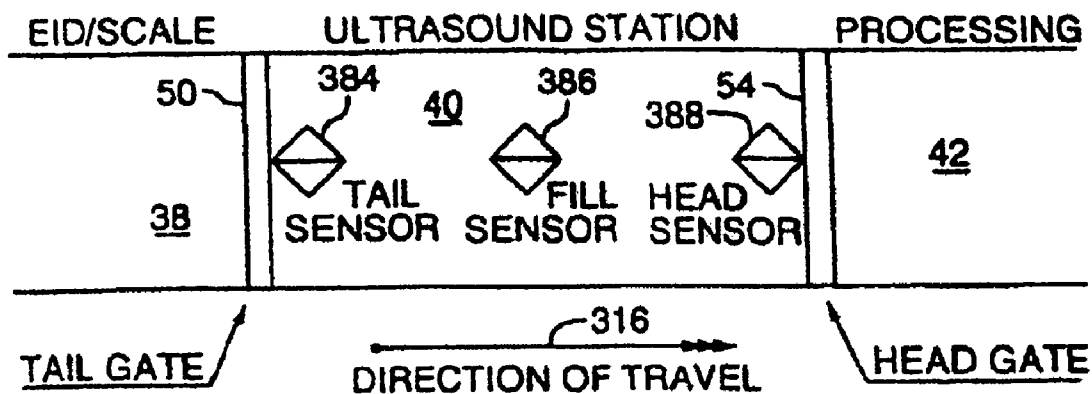 EID/SCALE ULTRASOUND STATION PROCESSING
50 384 40 386 54 388 42
38 TAIL SENSOR FILL SENSOR HEAD SENSOR
316
TAIL GATE DIRECTION OF TRAVEL HEAD GATE